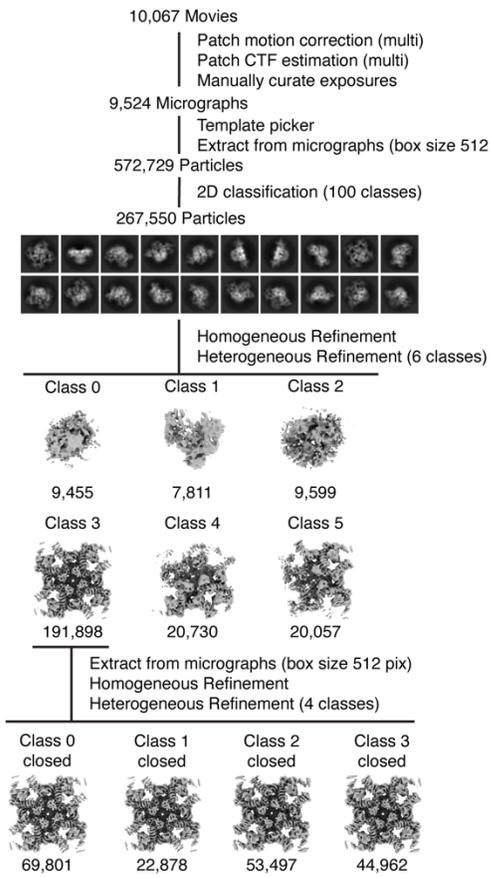 10,067 Movies
Patch motion correction (multi)
Patch CTF estimation (multi)
Manually curate exposures
9,524 Micrographs
Template picker
Extract from micrographs (box size 512
572,729 Particles
2D classification (100 classes)
267,550 Particles
Homogeneous Refinement
Heterogeneous Refinement (6 classes)
Class 0 Class 1 Class 2
9,455 7,811 9,599
Class 3 Class 4 Class 5
191,898 20,730 20,057
Extract from micrographs (box size 512 pix)
Homogeneous Refinement
Heterogeneous Refinement (4 classes)
Class 0 Class 1 Class 2 Class 3
closed closed closed closed
69,801 22,878 53,497 44,962